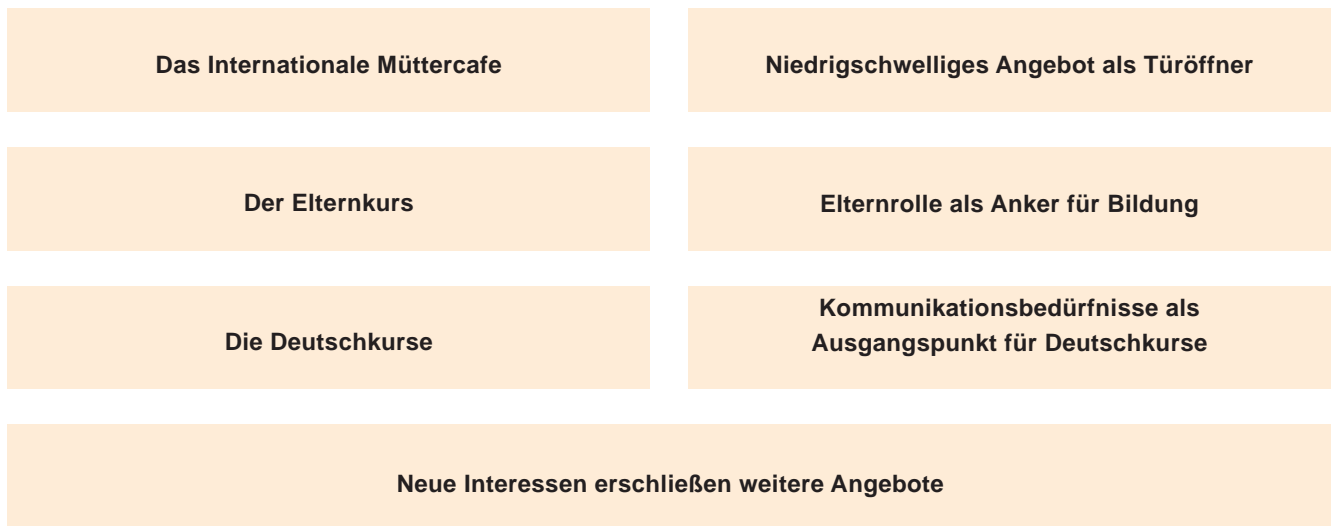 Das Internationale Müttercafe
Niedrigschwelliges Angebot als Türöffner
Der Elternkurs
Elternrolle als Anker für Bildung
Die Deutschkurse
Kommunikationsbedürfnisse als
Ausgangspunkt für Deutschkurse
Neue Interessen erschließen weitere Angebote